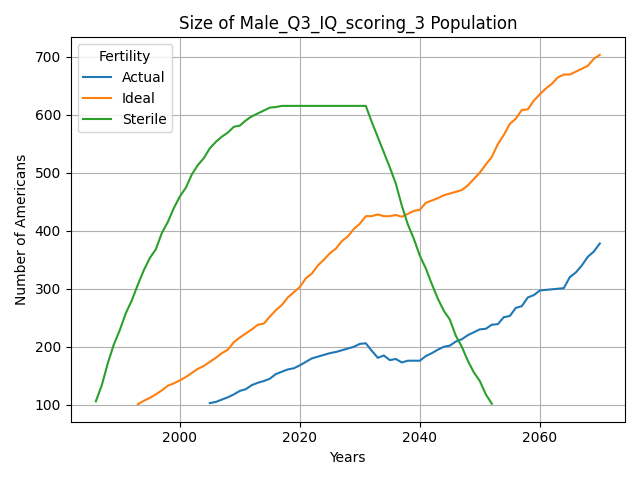 Size of Male_Q3_IQ_scoring_3 Population
Fertility
Actual
Ideal
Sterile
Number of Americans
700
600
500
400
300
200
100
2000
2020
2040
2060
Years